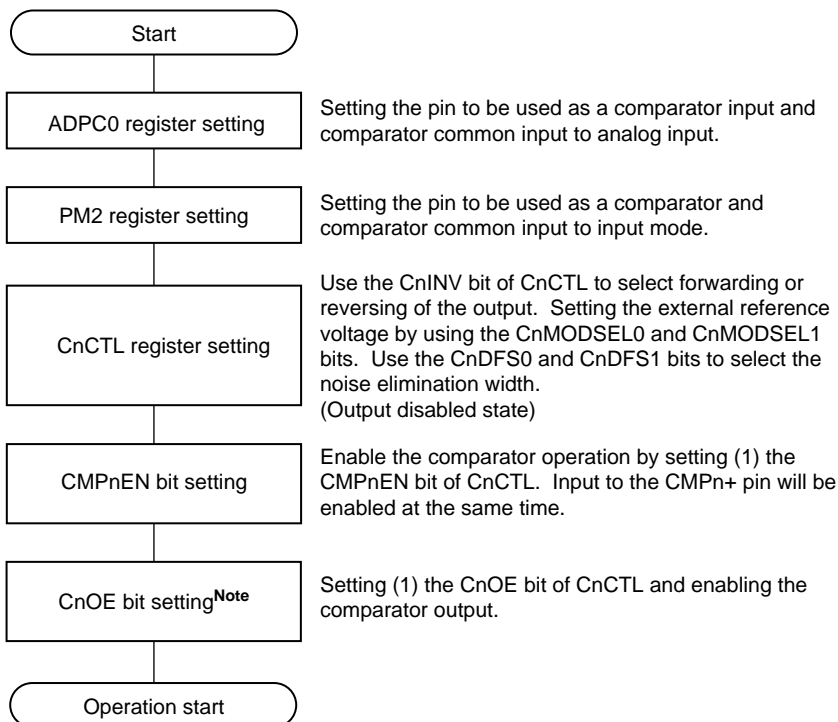 Start
ADPC0 register setting
Setting the pin to be used as a comparator input and
comparator common input to analog input.
PM2 register setting
Setting the pin to be used as a comparator and
comparator common input to input mode.
CnCTL register setting
Use the CnINV bit of CnCTL to select forwarding or
reversing of the output. Setting the external reference
voltage by using the CnMODSEL0 and CnMODSEL1
bits. Use the CnDFS0 and CnDFS1 bits to select the
noise elimination width.
(Output disabled state)
CMPnEN bit setting
Enable the comparator operation by setting (1) the
CMPnEN bit of CnCTL. Input to the CMPn+ pin will be
enabled at the same time.
CnOE bit settingNote
Setting (1) the CnOE bit of CnCTL and enabling the
comparator output.
Operation start